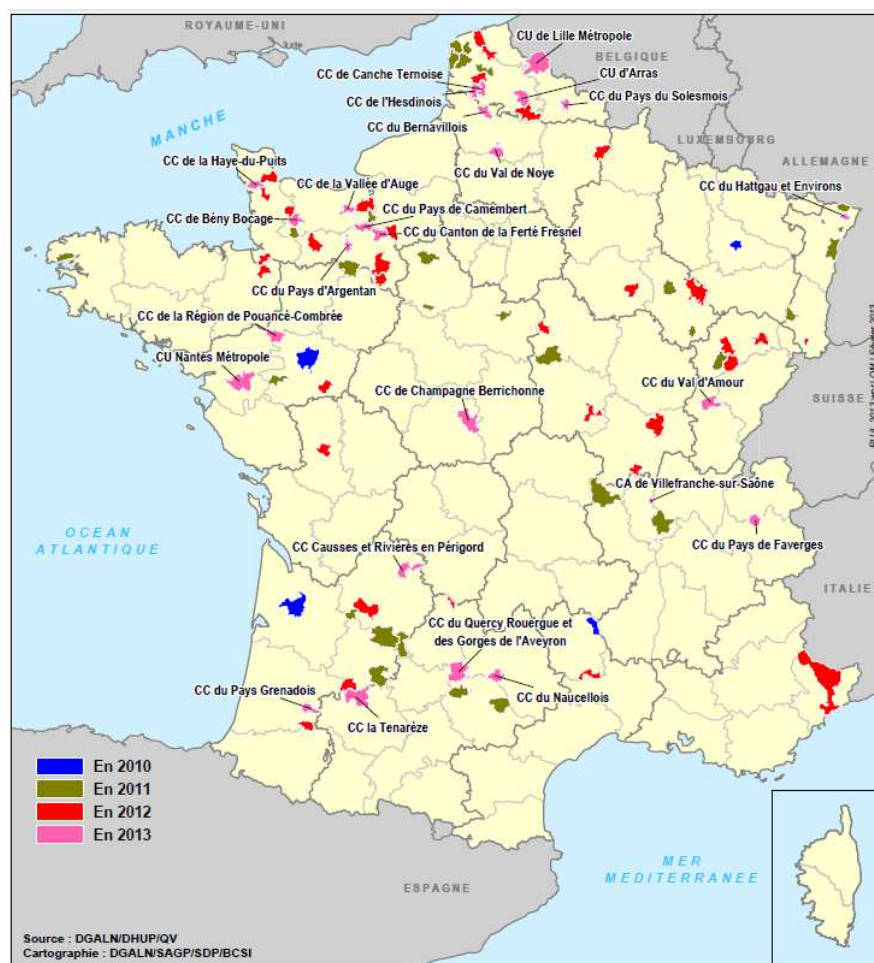 ROYAUME-UNI
CU de Lille Métropole
BELGIQUE
CC de Canche Ternoise
CU d'Arras
CC de l'Hesdinois
CC du Pays du Solesmois
MANCHE
CC du Bernavillois
LUXEMBOURG
ALLEMAGNE
CC de la Haye-du-Puits
CC de la Vallée d'Auge
CC du Val de Noye
CC du Hattgau et Environs
CC du Pays de Camembert
CC de Bény Bocage
CC du Canton de la Ferté Fresnel
CC du Pays d'Argentan
CC de la Région de Pouancé-Combrée
CU Nantes Métropole
CC de Champagne Berrichonne
CC du Val d'Amour
SUISSE
CA de Villefranche-sur-Saône
OCEAN
ATLANTIQUE
CC Causses et Rivières en Périgord
CC du Pays de Faverges
ITALIE
CC du Quercy Rouergue et
des Gorges de l'Aveyron
CC du Pays Grenadois
CC du Naucellois
CC la Tenarèze
En 2010
En 2011
En 2012
En 2013
MER
MEDITERRANEE
ESPAGNE
Source : DGALN/DHUP/QV
Cartographie : DGALN/SAGP/SDP/BCSI